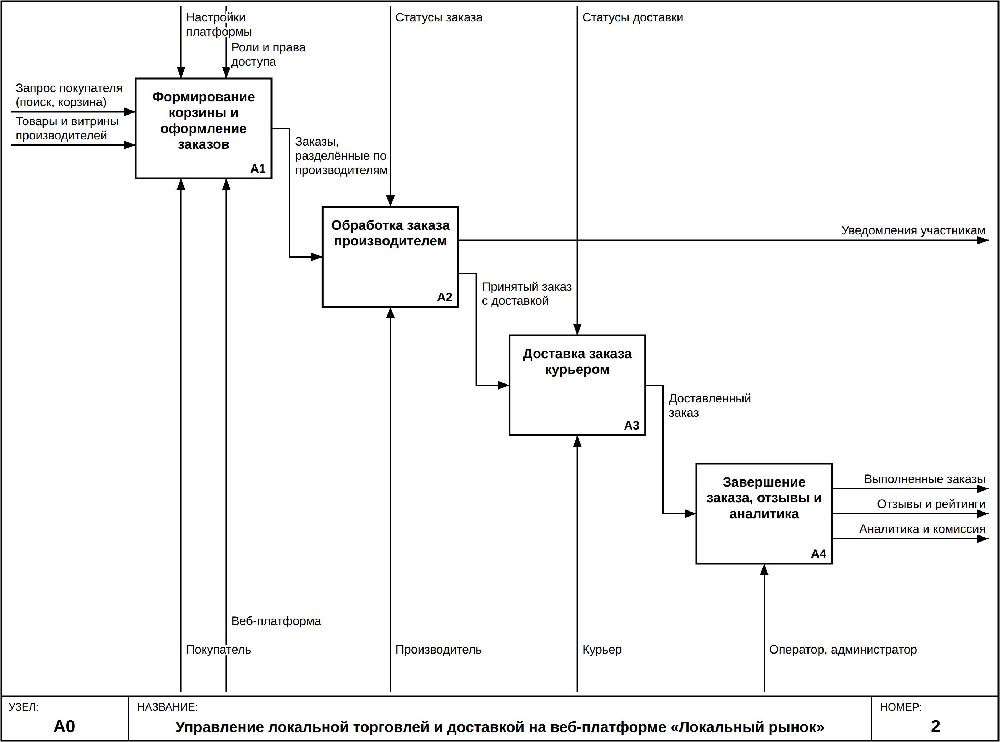 Настройки
платформы
Статусы заказа
Статусы доставки
Роли и права
доступа
Запрос покупателя
(поиск, корзина)
Товары и витрины
производителей
Формирование
корзины и
оформление
заказов
A1
Заказы,
разделённые по
производителям
Обработка заказа
производителем
A2
Уведомления участникам
Принятый заказ
с доставкой
Доставка заказа
курьером
A3
Доставленный
заказ
Завершение
заказа, отзывы и
аналитика
A4
Выполненные заказы
Отзывы и рейтинги
Аналитика и комиссия
Веб-платформа
Покупатель
Производитель
Курьер
Оператор, администратор
УЗЕЛ:
A0
НАЗВАНИЕ:
Управление локальной торговлей и доставкой на веб-платформе «Локальный рынок»
НОМЕР:
2